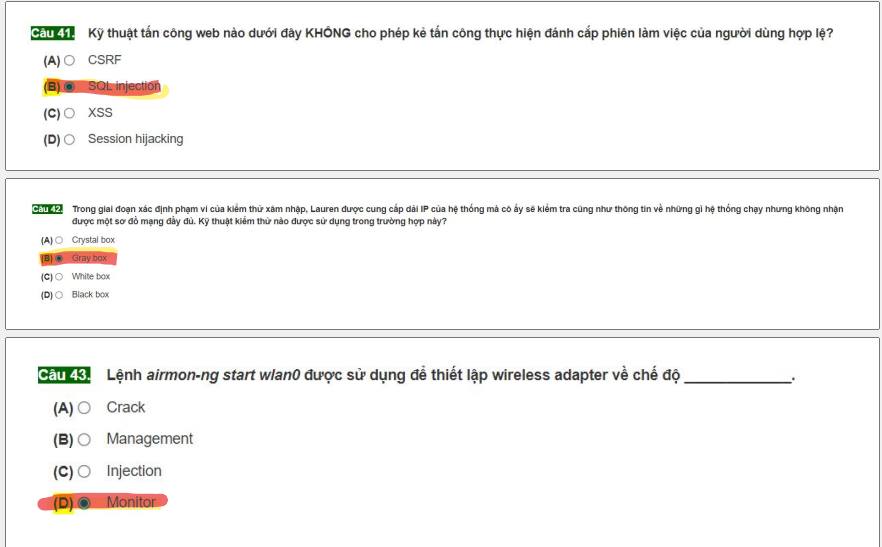 Câu 41. Kỹ thuật tấn công web nào dưới đây KHÔNG cho phép kẻ tấn công thực hiện đánh cắp phiên làm việc của người dùng hợp lệ?
(A) CSRF
(B) SQL injection
(C) XSS
(D) Session hijacking
Câu 42. Trong giai đoạn xác định phạm vi của kiểm thử xâm nhập, Lauren được cung cấp dải IP của hệ thống mà cô ấy sẽ kiểm tra cũng như thông tin về những gì hệ thống chạy nhưng không nhận
được một sơ đồ mạng đầy đủ. Kỹ thuật kiểm thử nào được sử dụng trong trường hợp này?
(A) Crystal box
(B) Gray box
(C) White box
(D) Black box
Câu 43. Lệnh airmon-ng start wlan0 được sử dụng để thiết lập wireless adapter về chế độ ______________.
(A) Crack
(B) Management
(C) Injection
(D) Monitor